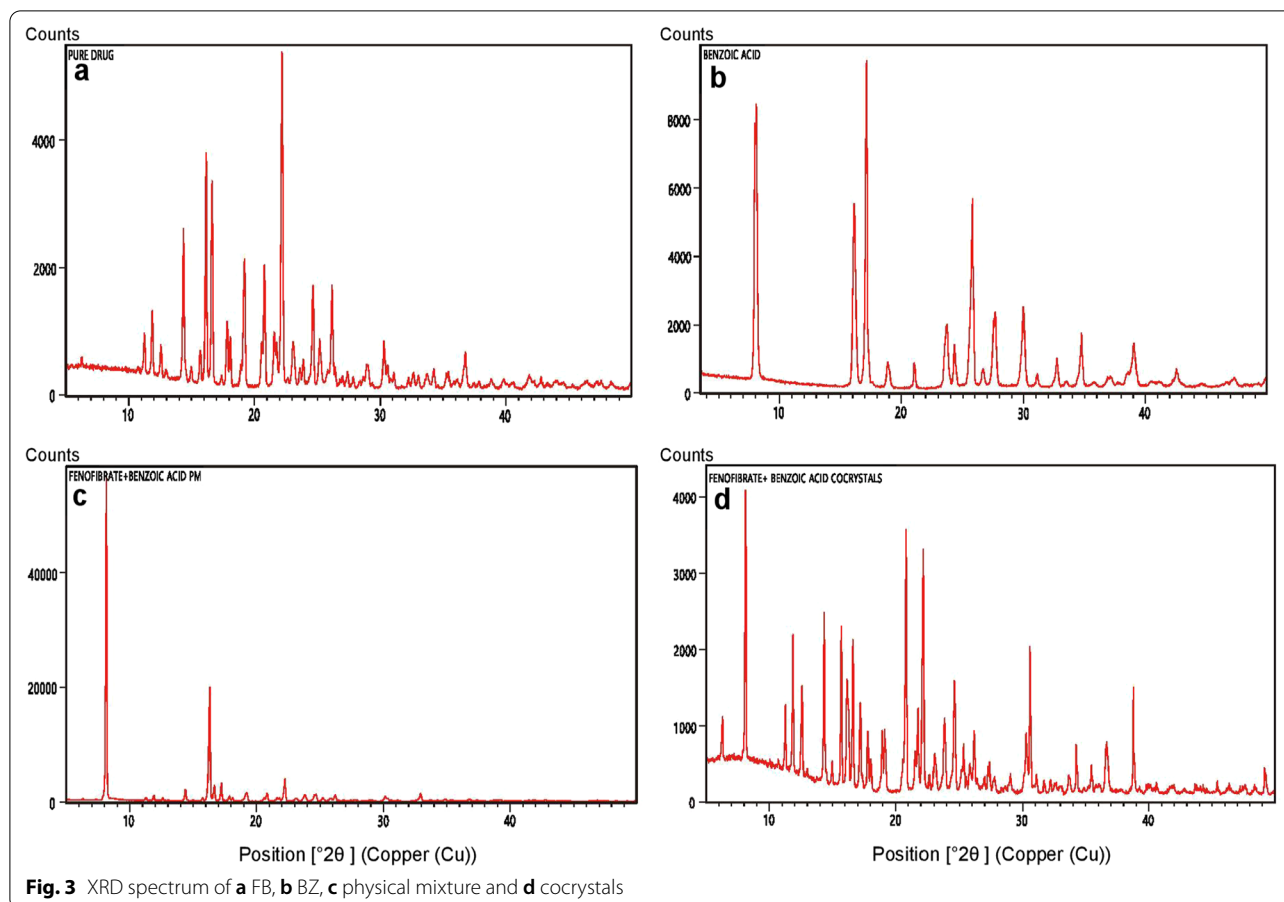 Counts
PURE DRUG
a
4000
2000
0
10
20
30
40
Counts
BENZOIC ACID
b
8000
6000
4000
2000
0
10
20
30
40
Counts
FENOFIBRATE+BENZOIC ACID PM
c
40000
20000
0
10
20
30
40
Position [°2θ ] (Copper (Cu))
Counts
FENOFIBRATE+ BENZOIC ACID COCRYSTALS
d
4000
3000
2000
1000
0
10
20
30
40
Position [°2θ ] (Copper (Cu))
Fig. 3 XRD spectrum of a FB, b BZ, c physical mixture and d cocrystals